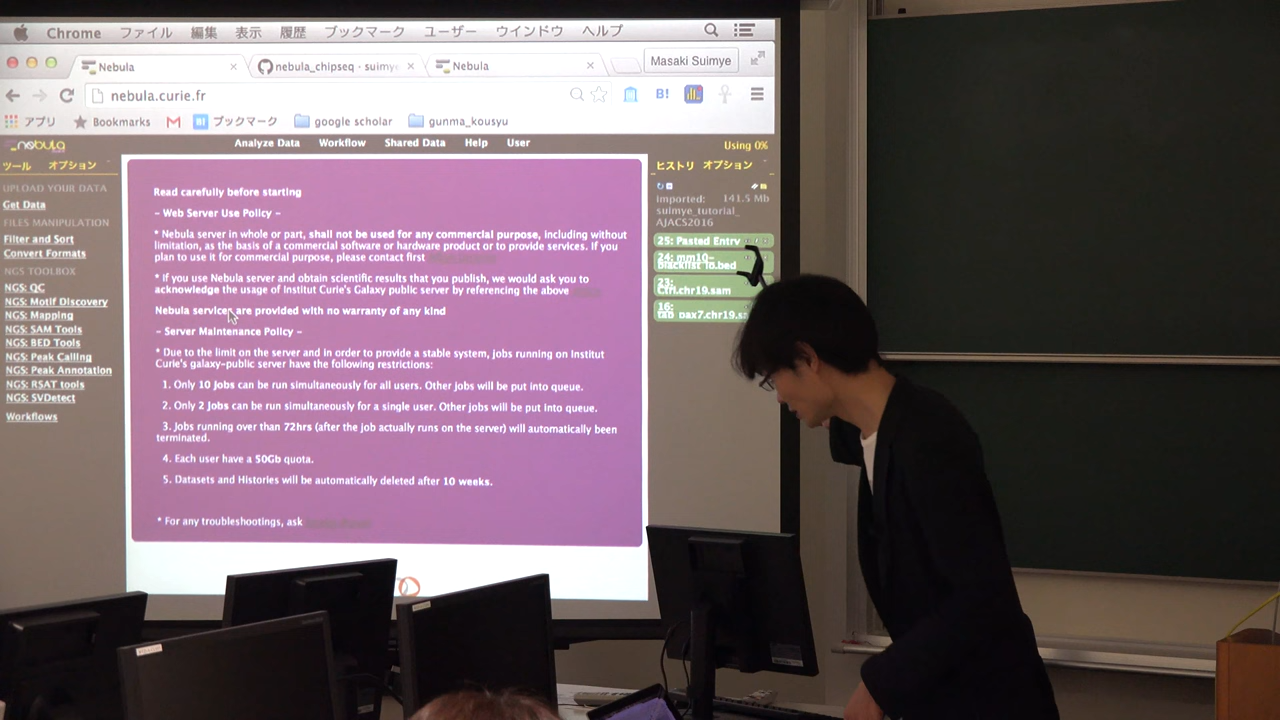 Chrome ファイル 編集 表示 履歴 ブックマーク ユーザー ウインドウ ヘルプ
Nebula
nebula_chipseq · suimye
Nebula
Masaki Suimye
nebula.curie.fr
B!
アプリ Bookmarks ブックマーク google scholar gunma_kousyu
nebula Analyze Data Workflow Shared Data Help User Using 0%
ツール オプション
UPLOAD YOUR DATA
Get Data
FILES MANIPULATION
Filter and Sort
Convert Formats
NGS TOOLBOX
NGS: QC
NGS: Motif Discovery
NGS: Mapping
NGS: SAM Tools
NGS: BED Tools
NGS: Peak Calling
NGS: Peak Annotation
NGS: RSAT tools
NGS: SVDetect
Workflows
Read carefully before starting
- Web Server Use Policy -
* Nebula server in whole or part, shall not be used for any commercial purpose, including without
limitation, as the basis of a commercial software or hardware product or to provide services. If you
plan to use it for commercial purpose, please contact first
* If you use Nebula server and obtain scientific results that you publish, we would ask you to
acknowledge the usage of Institut Curie's Galaxy public server by referencing the above
Nebula services are provided with no warranty of any kind
- Server Maintenance Policy -
* Due to the limit on the server and in order to provide a stable system, jobs running on Institut
Curie's galaxy-public server have the following restrictions:
1. Only 10 jobs can be run simultaneously for all users. Other jobs will be put into queue.
2. Only 2 Jobs can be run simultaneously for a single user. Other jobs will be put into queue.
3. Jobs running over than 72hrs (after the job actually runs on the server) will automatically been
terminated.
4. Each user have a 50Gb quota.
5. Datasets and Histories will be automatically deleted after 10 weeks.
* For any troubleshootings, ask
ヒストリ オプション
imported: 141.5 Mb
suimye_tutorial_
AJACS2016
25: Pasted Entry
24: mm10-
blacklist
.bed
23:
Ctrl.chr19.sam
16:
tab_pax7.chr19.sa